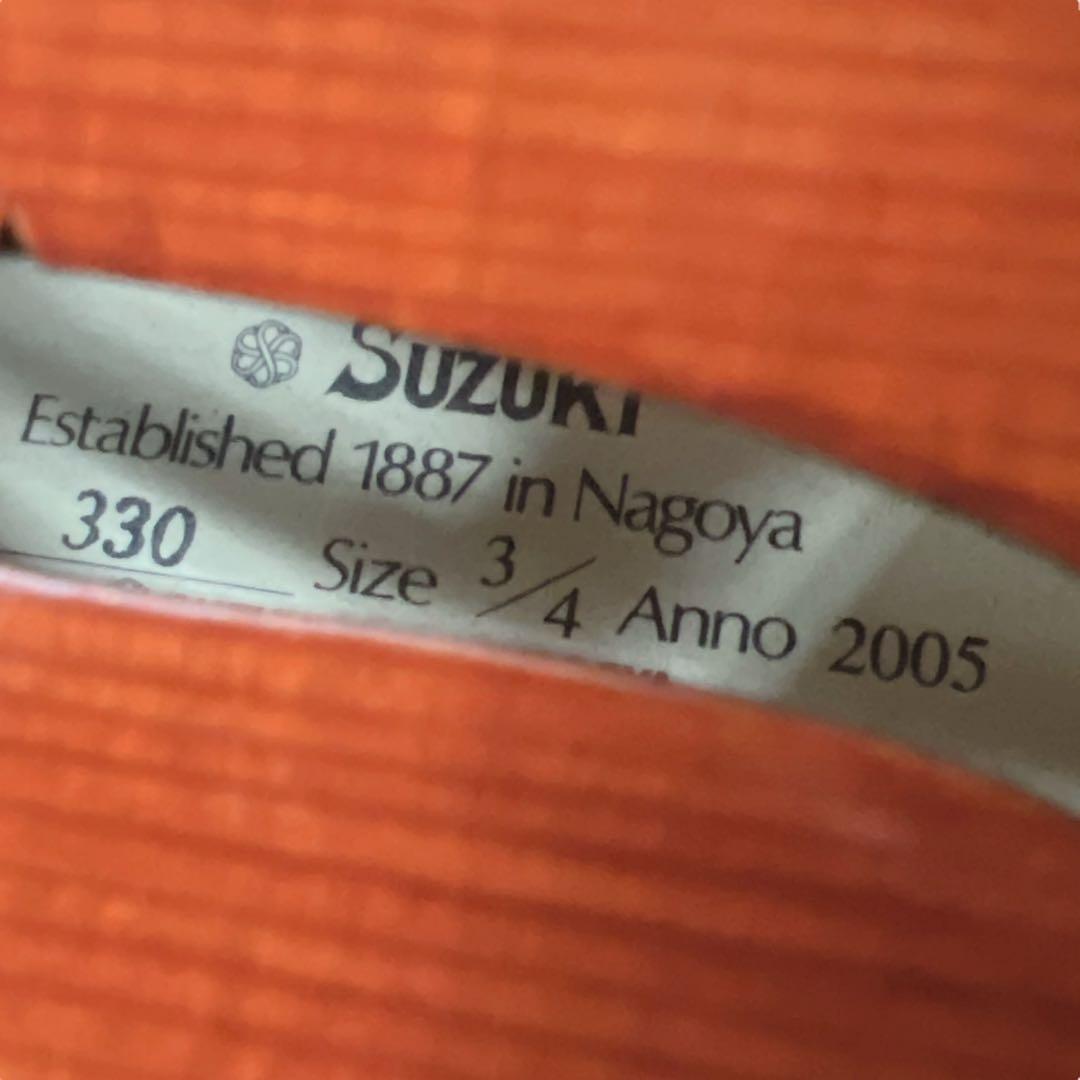 SUZUKI
Established 1887 in Nagoya
330 Size 3/4 Anno 2005